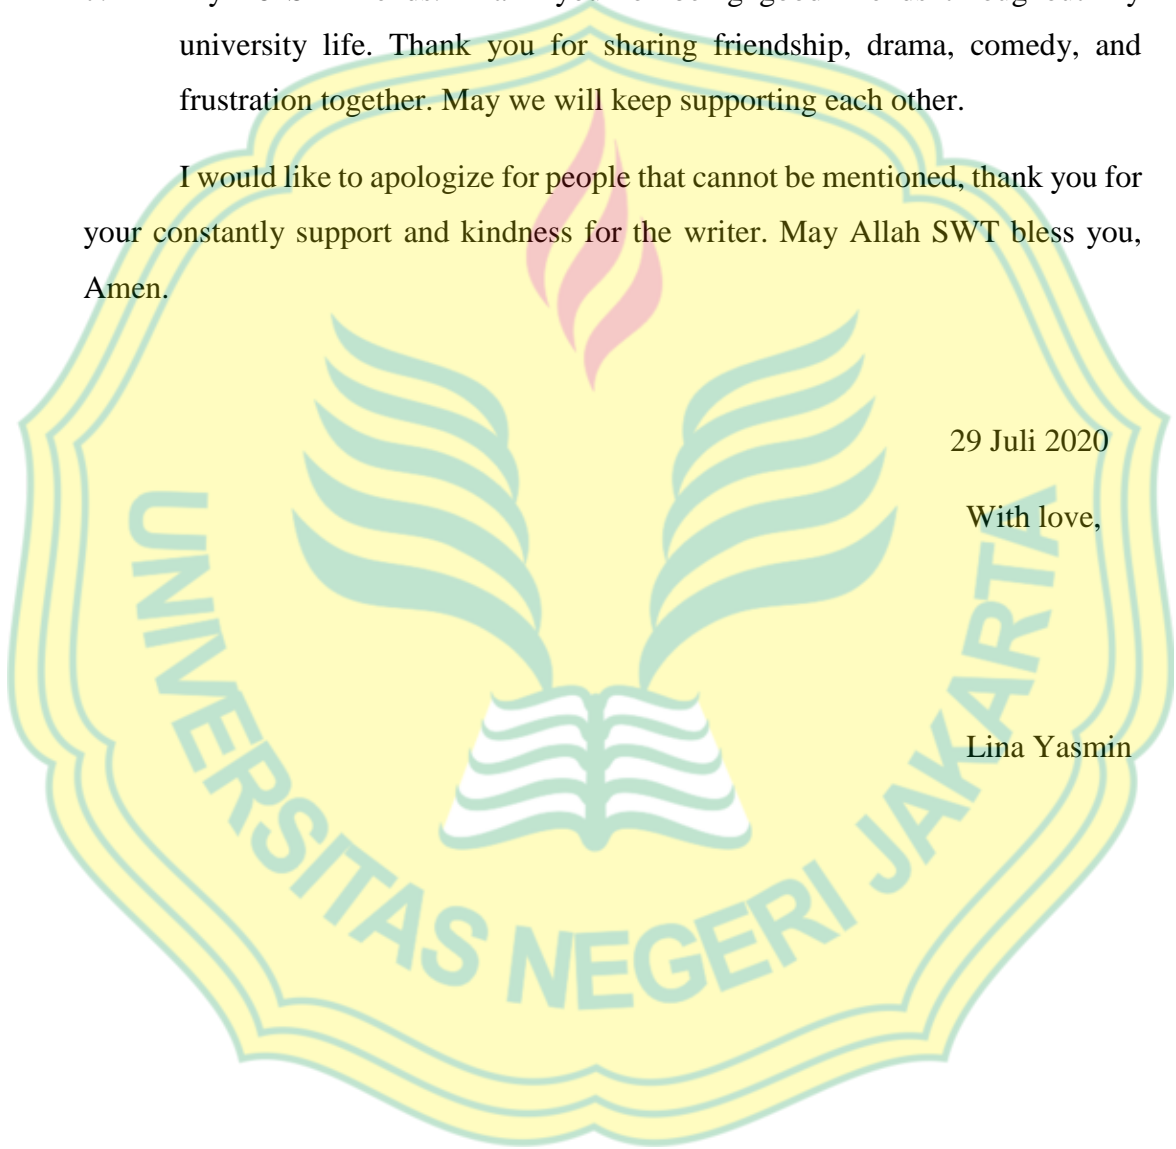 university life. Thank you for sharing friendship, drama, comedy, and
frustration together. May we will keep supporting each other.
I would like to apologize for people that cannot be mentioned, thank you for
your constantly support and kindness for the writer. May Allah SWT bless you,
Amen.
29 Juli 2020
With love,
Lina Yasmin
UNIVERSITAS NEGERI JAKARTA